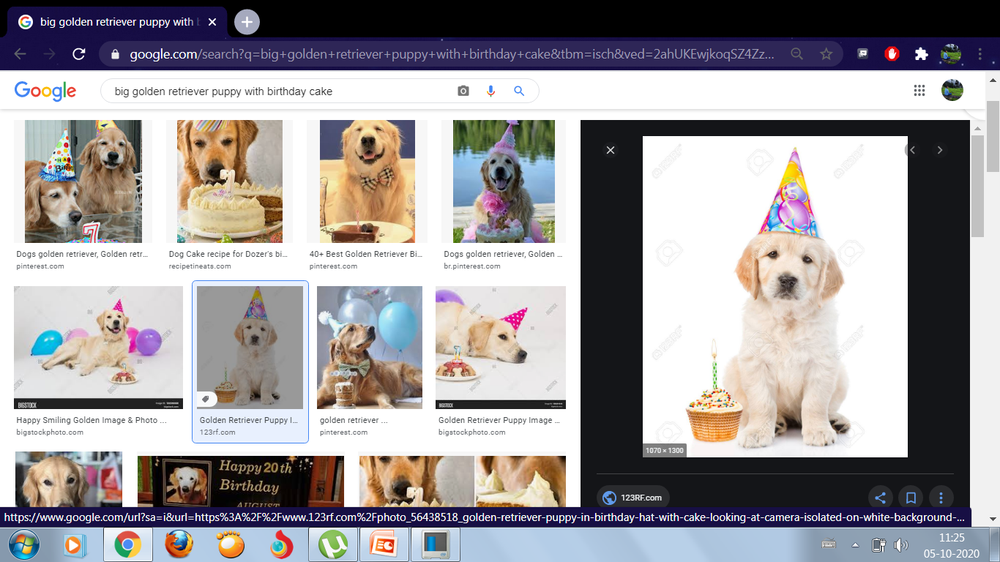 big golden retriever puppy with b
google.com/search?q=big+golden+retriever+puppy+with+birthday+cake&tbm=isch&ved=2ahUKEwjkoqSZ4Zz...
Google
big golden retriever puppy with birthday cake
7
Dogs golden retriever, Golden retr...
pinterest.com
Dog Cake recipe for Dozer's bi...
recipetineats.com
40+ Best Golden Retriever Bi...
pinterest.com
Dogs golden retriever, Golden ...
br.pinterest.com
BIGSTOCK
Happy Smiling Golden Image & Photo ...
bigstockphoto.com
Golden Retriever Puppy I...
123rf.com
golden retriever ...
pinterest.com
BIGSTOCK
Golden Retriever Puppy Image ...
bigstockphoto.com
Happy 20th
Birthday
AUGUST
1070 × 1300
123RF.com
https://www.google.com/url?sa=i&url=https%3A%2F%2Fwww.123rf.com%2Fphoto_56438518_golden-retriever-puppy-in-birthday-hat-with-cake-looking-at-camera-isolated-on-white-background-...
11:25
05-10-2020